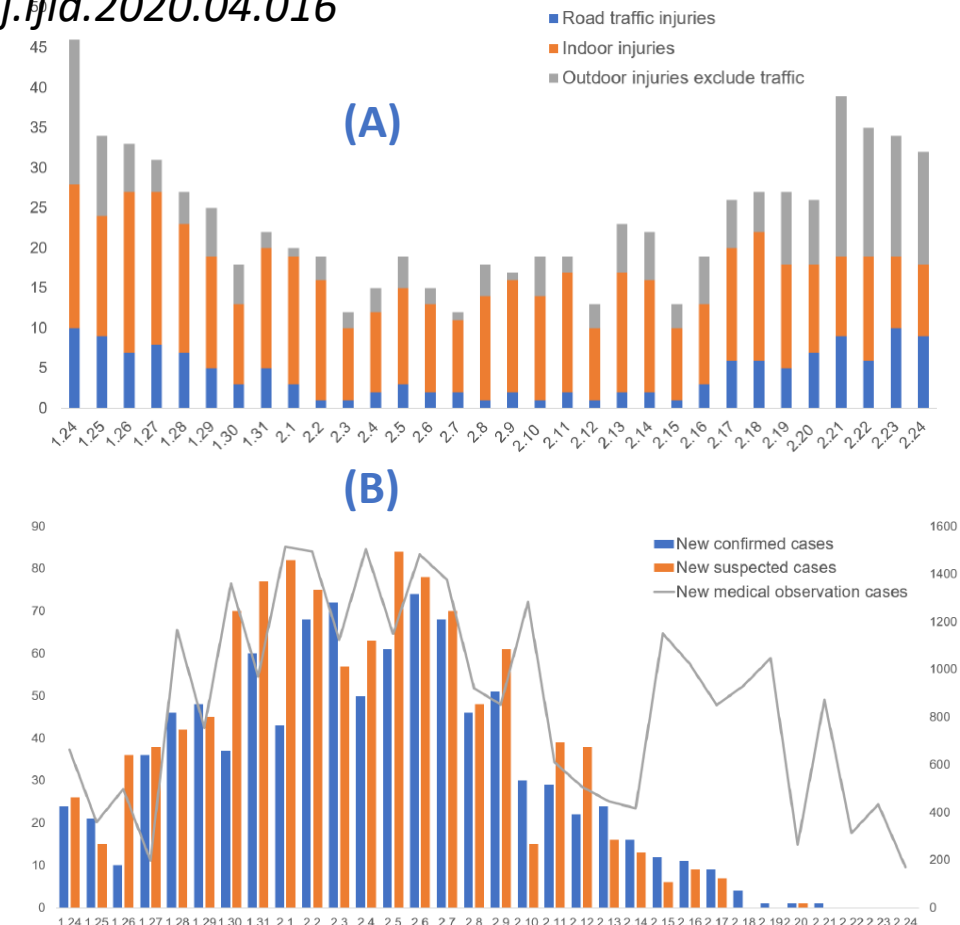 j.ijid.2020.04.016
50
45
40
35
30
25
20
15
10
5
0
Road traffic injuries
Indoor injuries
Outdoor injuries exclude traffic
(A)
1.24 1.25 1.26 1.27 1.28 1.29 1.30 1.31 2.1 2.2 2.3 2.4 2.5 2.6 2.7 2.8 2.9 2.10 2.11 2.12 2.13 2.14 2.15 2.16 2.17 2.18 2.19 2.20 2.21 2.22 2.23 2.24
(B)
90
80
70
60
50
40
30
20
10
0
New confirmed cases
New suspected cases
New medical observation cases
1600
1400
1200
1000
800
600
400
200
0
1.24 1.25 1.26 1.27 1.28 1.29 1.30 1.31 2.1 2.2 2.3 2.4 2.5 2.6 2.7 2.8 2.9 2.10 2.11 2.12 2.13 2.14 2.15 2.16 2.17 2.18 2.19 2.20 2.21 2.22 2.23 2.24